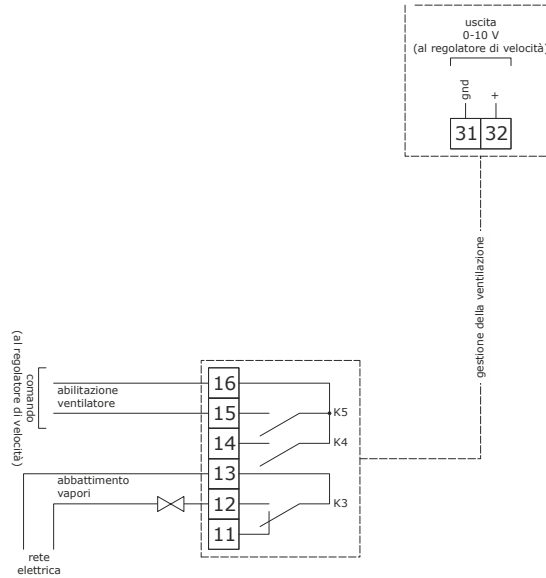 uscita
0-10 V
(al regolatore di velocità)
gnd
+
31 32
gestione della ventilazione
comando
(al regolatore di velocità)
abilitazione
ventilatore
16
15
K5
14
K4
abbattimento
vapori
13
12
K3
11
rete
elettrica